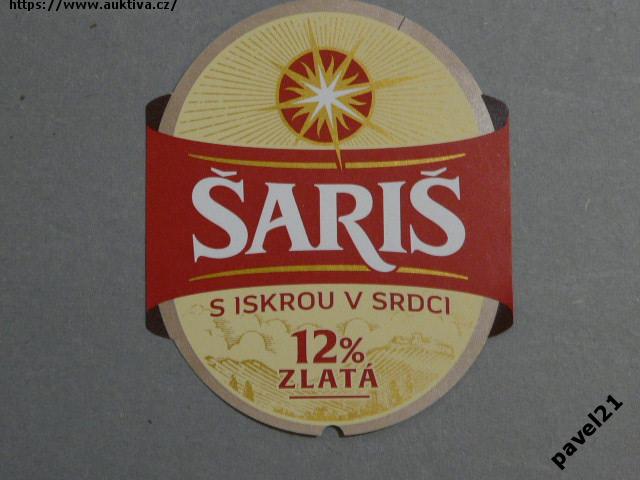 https://www.auktiva.cz/
ŠARIŠ
S ISKROU V SRDCI
12%
ZLATÁ
pavel21